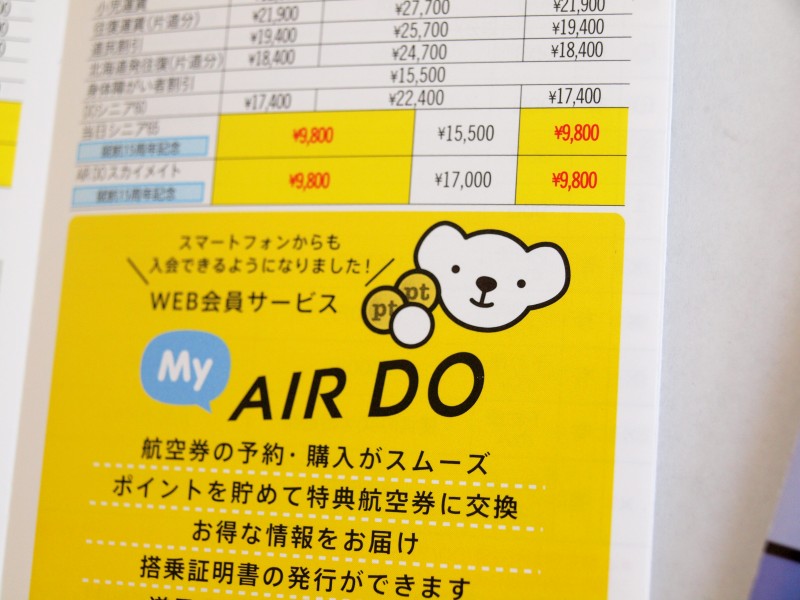 小児運賃 ¥21,900 ¥27,700 ¥21,900
往復運賃(片道分) ¥19,400 ¥25,700 ¥19,400
道民割引 ¥18,400 ¥24,700 ¥18,400
北海道発往復(片道分)
身体障がい者割引 ¥15,500
DOシニア60 ¥17,400 ¥22,400 ¥17,400
当日シニア65 ¥9,800 ¥15,500 ¥9,800
就航15周年記念
AIR DOスカイメイト ¥9,800 ¥17,000 ¥9,800
就航15周年記念
スマートフォンからも
入会できるようになりました!
WEB会員サービス
pt pt
My AIR DO
航空券の予約・購入がスムーズ
ポイントを貯めて特典航空券に交換
お得な情報をお届け
搭乗証明書の発行ができます